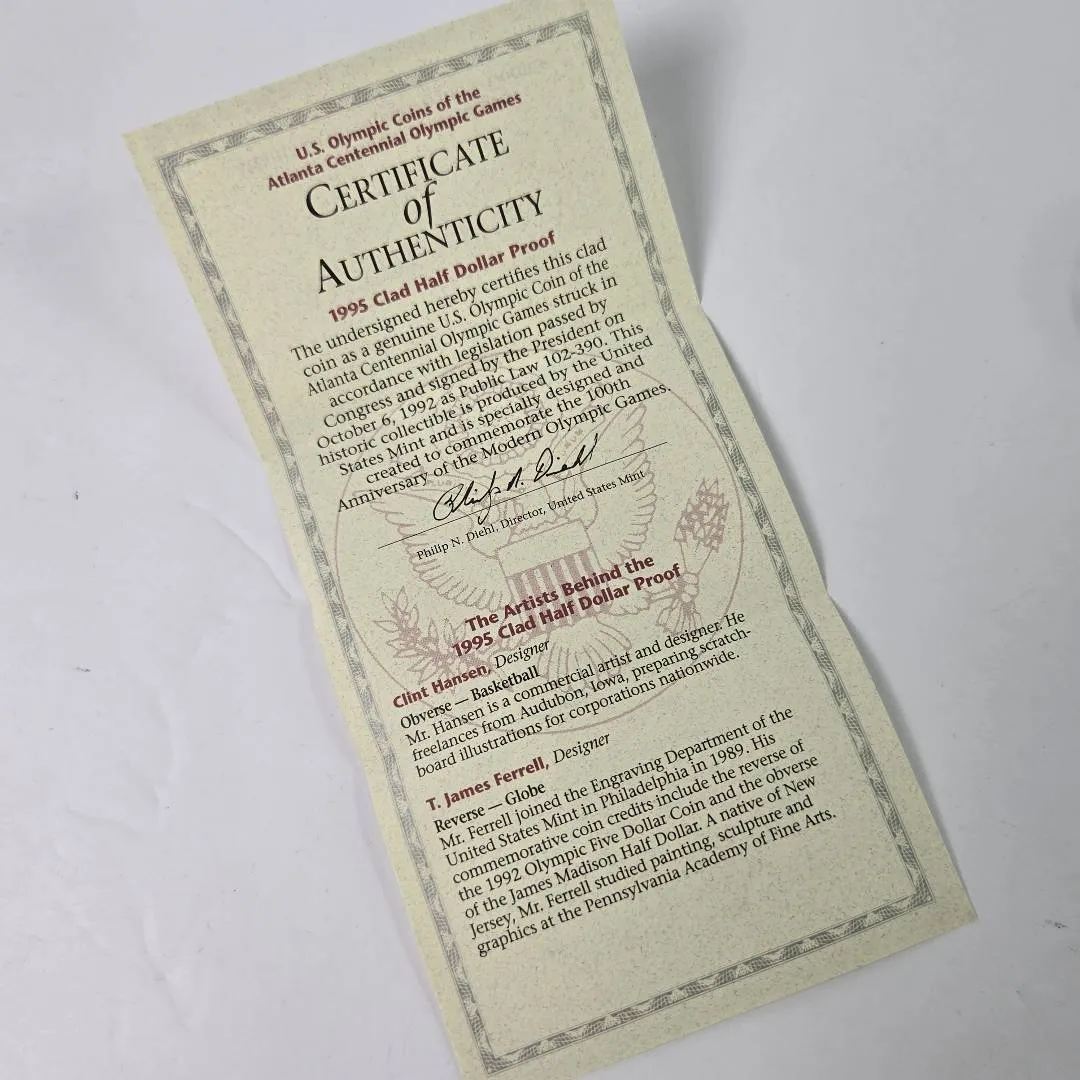 U.S. Olympic Coins of the
Atlanta Centennial Olympic Games
CERTIFICATE
of
AUTHENTICITY
1995 Clad Half Dollar Proof
The undersigned hereby certifies this clad
coin as a genuine U.S. Olympic Coin of the
Atlanta Centennial Olympic Games struck in
accordance with legislation passed by
Congress and signed by the President on
October 6, 1992 as Public Law 102-390. This
historic collectible is produced by the United
States Mint and is specially designed and
created to commemorate the 100th
Anniversary of the Modern Olympic Games.
Philip N. Diehl
Philip N. Diehl, Director, United States Mint
The Artists Behind the
1995 Clad Half Dollar Proof
Clint Hansen, Designer
Obverse — Basketball
Mr. Hansen is a commercial artist and designer. He
freelances from Audubon, Iowa, preparing scratch-
board illustrations for corporations nationwide.
T. James Ferrell, Designer
Reverse — Globe
Mr. Ferrell joined the Engraving Department of the
United States Mint in Philadelphia in 1989. His
commemorative coin credits include the reverse of
the 1992 Olympic Five Dollar Coin and the obverse
of the James Madison Half Dollar. A native of New
Jersey, Mr. Ferrell studied painting, sculpture and
graphics at the Pennsylvania Academy of Fine Arts.